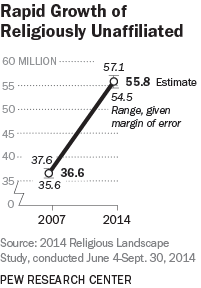 Rapid Growth of
Religiously Unaffiliated
60 MILLION
57.1
55.8 Estimate
55
54.5
Range, given
margin of error
50
45
40
37.6
36.6
35.6
35
0
2007 2014
Source: 2014 Religious Landscape
Study, conducted June 4-Sept. 30, 2014
PEW RESEARCH CENTER